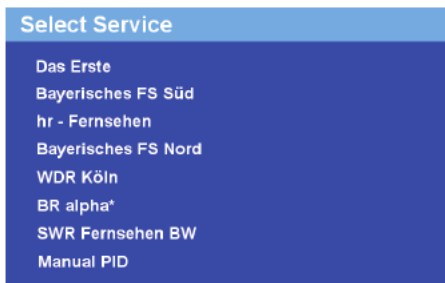 Select Service
Das Erste
Bayerisches FS Süd
hr - Fernsehen
Bayerisches FS Nord
WDR Köln
BR alpha*
SWR Fernsehen BW
Manual PID